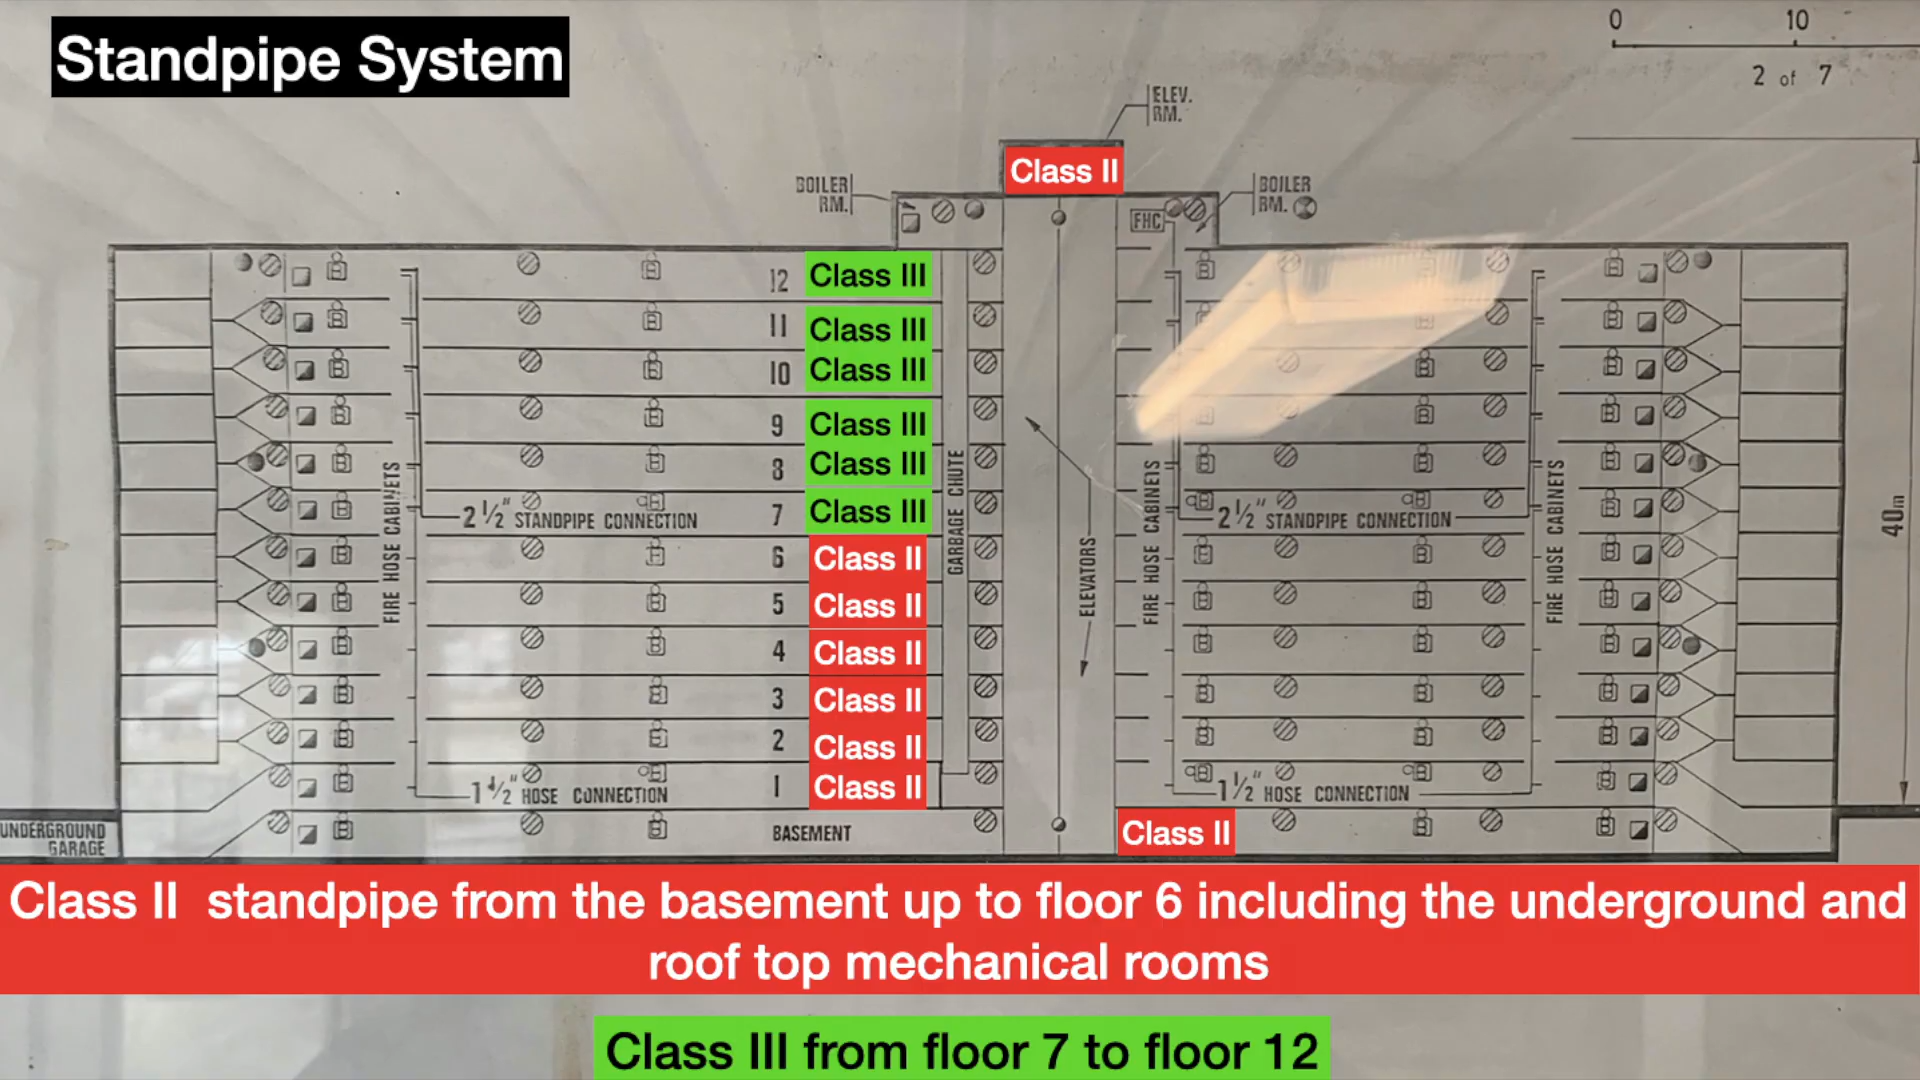 Standpipe System
0 10
2 of 7
ELEV.
RM.
Class II
BOILER
RM.
BOILER
RM.
FHC
12 Class III
11 Class III
10 Class III
9 Class III
8 Class III
7 Class III
6 Class II
5 Class II
4 Class II
3 Class II
2 Class II
1 Class II
BASEMENT
Class II
FIRE HOSE CABINETS
2 1/2" STANDPIPE CONNECTION
1 1/2" HOSE CONNECTION
GARBAGE CHUTE
ELEVATORS
FIRE HOSE CABINETS
2 1/2" STANDPIPE CONNECTION
1 1/2" HOSE CONNECTION
FIRE HOSE CABINETS
40m
UNDERGROUND
GARAGE
Class II standpipe from the basement up to floor 6 including the underground and
roof top mechanical rooms
Class III from floor 7 to floor 12